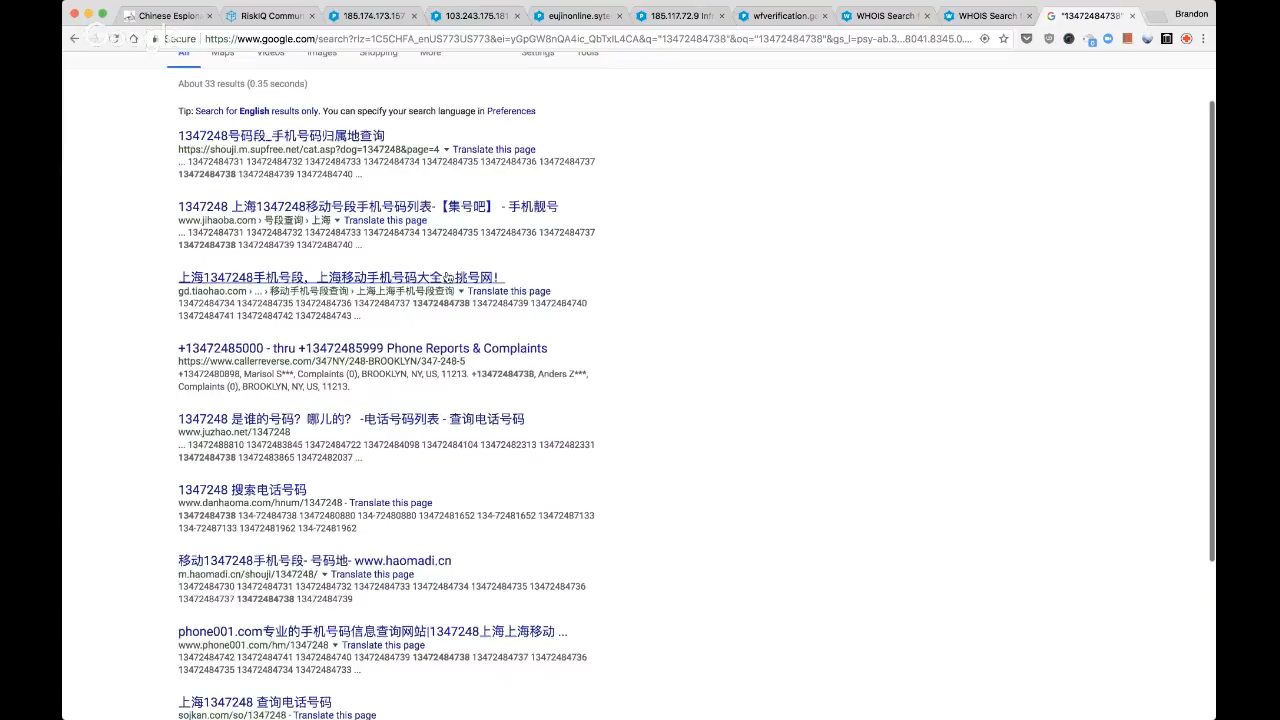 Chinese Espion
RiskIQ Commun
185.174.173.157
103.243.175.181
eujinonline.syte
185.117.72.9 Inf
wfverification.g
WHOIS Search
WHOIS Search
"13472484738"
Brandon
Secure https://www.google.com/search?rlz=1C5CHFA_enUS773US773&ei=yGpGW8nQA4ic_QbTxIL4CA&q="13472484738"&oq="13472484738"&gs_l=psy-ab.3...8041.8345.0....
All Maps Videos Images Shopping More Settings Tools
About 33 results (0.35 seconds)
Tip: Search for English results only. You can specify your search language in Preferences
1347248号码段_手机号码归属地查询
https://shouji.m.supfree.net/cat.asp?dog=1347248&page=4 Translate this page
... 13472484731 13472484732 13472484733 13472484734 13472484735 13472484736 13472484737
13472484738 13472484739 13472484740 ...
1347248 上海1347248移动号段手机号码列表-【集号吧】 - 手机靓号
www.jihaoba.com › 号段查询 › 上海 Translate this page
... 13472484731 13472484732 13472484733 13472484734 13472484735 13472484736 13472484737
13472484738 13472484739 13472484740 ...
上海1347248手机号段，上海移动手机号码大全 挑号网！
gd.tiaohao.com › ... › 移动手机号段查询 › 上海上海手机号段查询 Translate this page
13472484734 13472484735 13472484736 13472484737 13472484738 13472484739 13472484740
13472484741 13472484742 13472484743 ...
+13472485000 - thru +13472485999 Phone Reports & Complaints
https://www.callerreverse.com/347NY/248-BROOKLYN/347-248-5
+13472480898, Marisol S***, Complaints (0), BROOKLYN, NY, US, 11213. +13472484738, Anders Z***,
Complaints (0), BROOKLYN, NY, US, 11213.
1347248 是谁的号码？哪儿的？ -电话号码列表 - 查询电话号码
www.juzhao.net/1347248
... 13472488810 13472483845 13472484722 13472484098 13472484104 13472482313 13472482331
13472484738 13472483865 13472482037 ...
1347248 搜索电话号码
www.danhaoma.com/hnum/1347248 - Translate this page
13472484738 134-72484738 13472480880 134-72480880 13472481652 134-72481652 13472487133
134-72487133 13472481962 134-72481962
移动1347248手机号段- 号码地- www.haomadi.cn
m.haomadi.cn/shouji/1347248/ Translate this page
13472484730 13472484731 13472484732 13472484733 13472484734 13472484735 13472484736
13472484737 13472484738 13472484739
phone001.com专业的手机号码信息查询网站|1347248上海上海移动 ...
www.phone001.com/hm/1347248 Translate this page
13472484742 13472484741 13472484740 13472484739 13472484738 13472484737 13472484736
13472484735 13472484734 13472484733 ...
上海1347248 查询电话号码
sojkan.com/so/1347248 - Translate this page